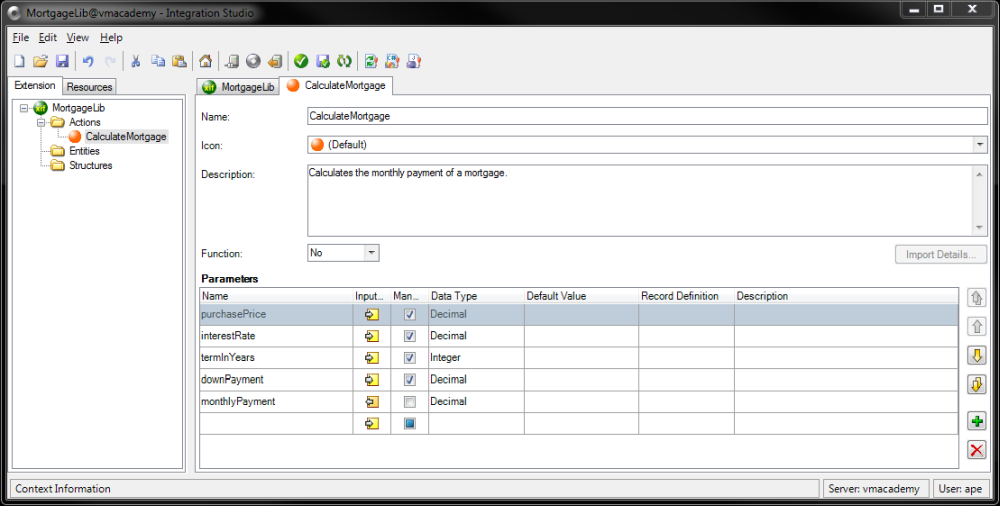 MortgageLib@vmacademy - Integration Studio
File Edit View Help
Extension Resources
MortgageLib CalculateMortgage
MortgageLib
Actions
CalculateMortgage
Entities
Structures
Name: CalculateMortgage
Icon: (Default)
Description: Calculates the monthly payment of a mortgage.
Function: No
Import Details...
Parameters
Name Input... Man... Data Type Default Value Record Definition Description
purchasePrice Decimal
interestRate Decimal
termInYears Integer
downPayment Decimal
monthlyPayment Decimal
Context Information Server: vmacademy User: ape